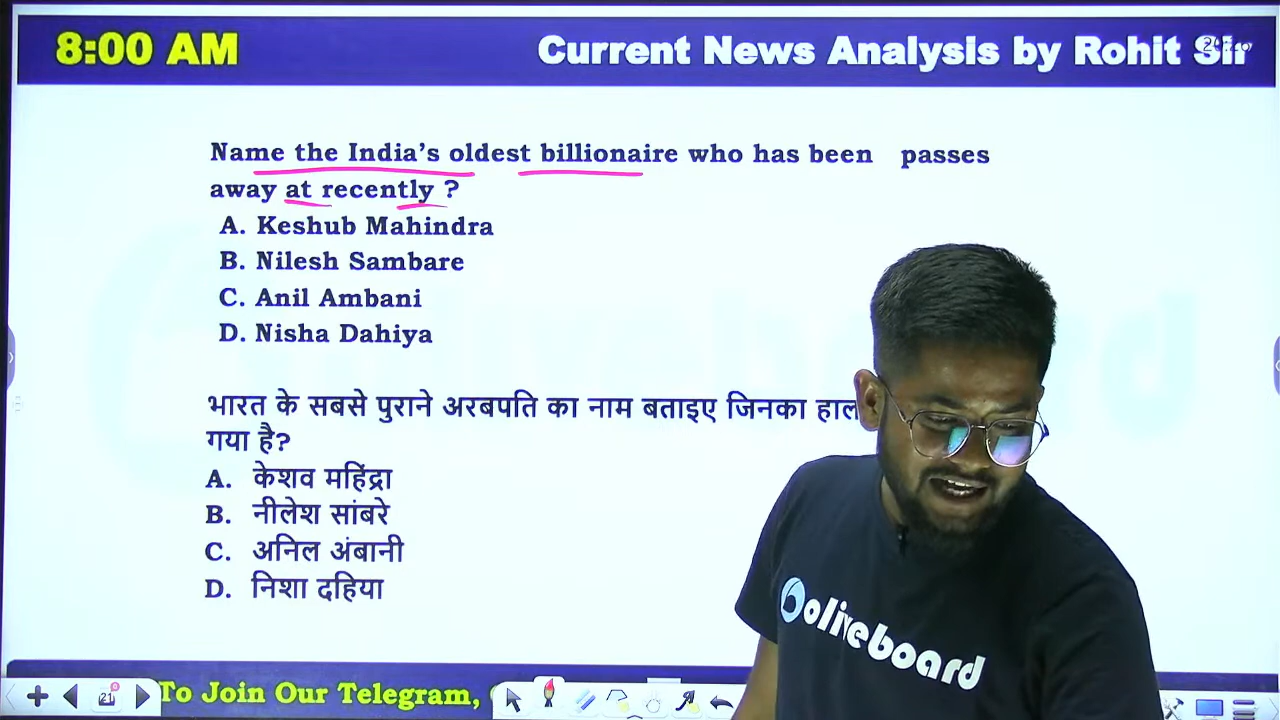 8:00 AM
Current News Analysis by Rohit Sir
Name the India's oldest billionaire who has been passes
away at recently ?
A. Keshub Mahindra
B. Nilesh Sambare
C. Anil Ambani
D. Nisha Dahiya
भारत के सबसे पुराने अरबपति का नाम बताइए जिनका हाल
गया है?
A. केशव महिंद्रा
B. नीलेश सांबरे
C. अनिल अंबानी
D. निशा दहिया
oliveboard
21
To Join Our Telegram,